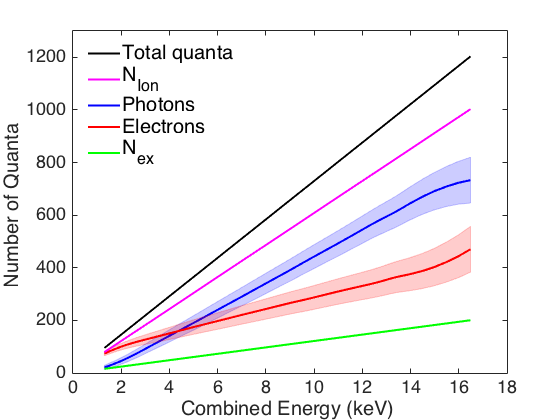 1200
1000
800
600
400
200
0
Number of Quanta
Total quanta
N_Ion
Photons
Electrons
N_ex
0 2 4 6 8 10 12 14 16 18
Combined Energy (keV)